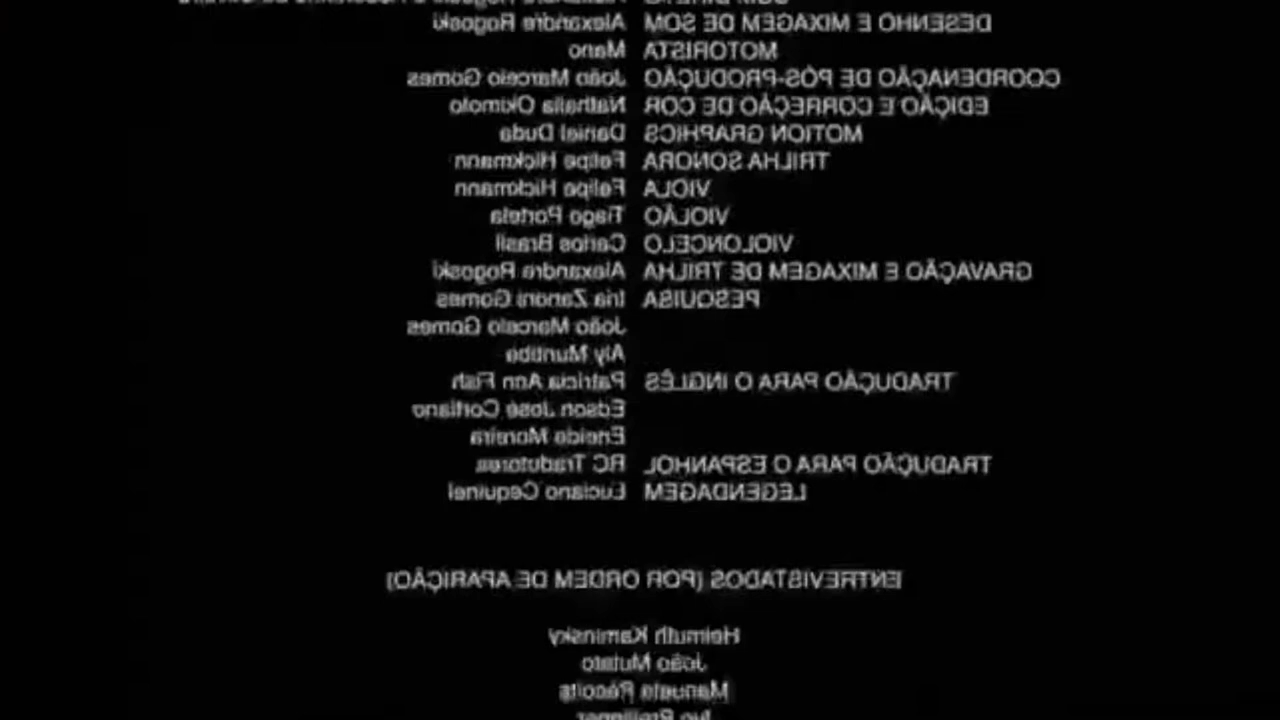 DESENHO E MIXAGEM DE SOM Alexandre Rogoski
MOTORISTA Mano
COORDENAÇÃO DE PÓS-PRODUÇÃO João Marcelo Gomes
EDIÇÃO E CORREÇÃO DE COR Nathalia Okimoto
MOTION GRAPHICS Daniel Duda
TRILHA SONORA Felipe Hickmann
VIOLA Felipe Hickmann
VIOLÃO Tiago Portela
VIOLONCELO Carlos Brasil
GRAVAÇÃO E MIXAGEM DE TRILHA Alexandre Rogoski
PESQUISA Iria Zanoni Gomes
João Marcelo Gomes
Aly Muritiba
TRADUÇÃO PARA O INGLÊS Patricia Ann Fish
Edson José Cortiano
Eneida Moreira
TRADUÇÃO PARA O ESPANHOL RC Tradutores
LEGENDAGEM Luciano Cequinel
ENTREVISTADOS (POR ORDEM DE APARIÇÃO)
Helmuth Kaminsky
João Mutato
Manuela